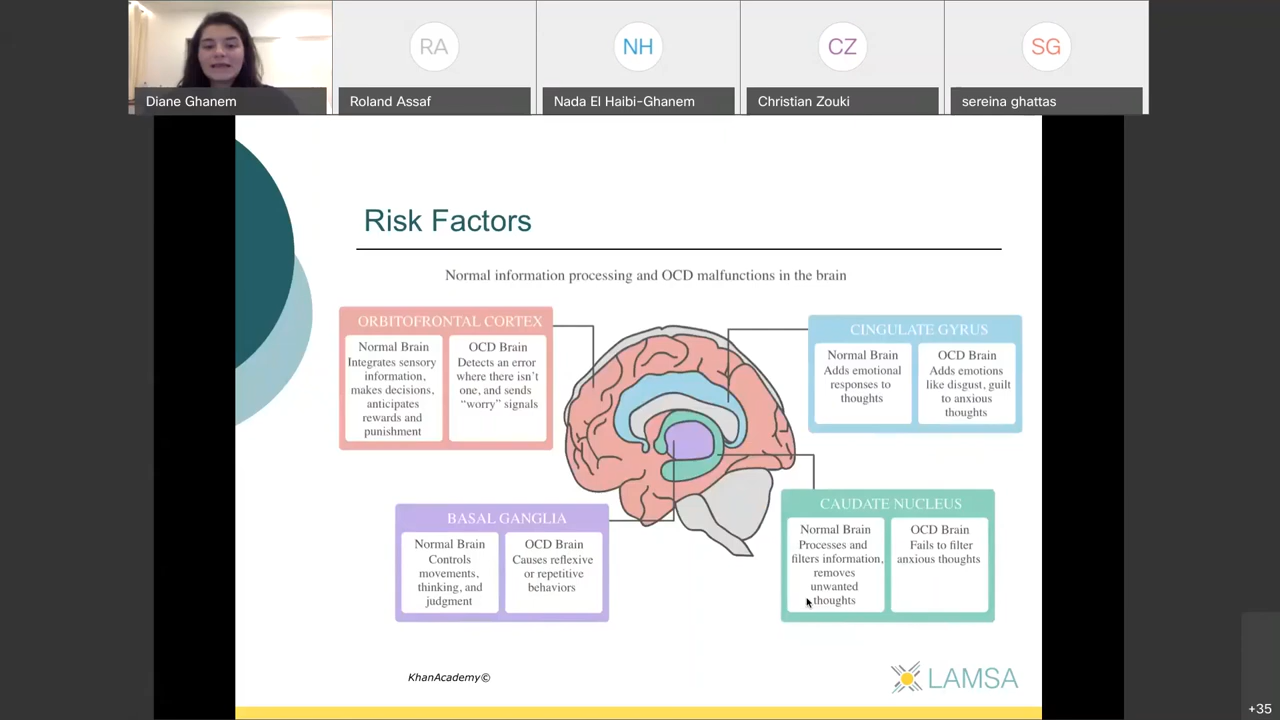 RA
NH
CZ
SG
Diane Ghanem
Roland Assaf
Nada El Haibi-Ghanem
Christian Zouki
sereina ghattas
Risk Factors
Normal information processing and OCD malfunctions in the brain
ORBITOFRONTAL CORTEX
Normal Brain
Integrates sensory
information,
makes decisions,
anticipates
rewards and
punishment
OCD Brain
Detects an error
where there isn't
one, and sends
“worry” signals
CINGULATE GYRUS
Normal Brain
Adds emotional
responses to
thoughts
OCD Brain
Adds emotions
like disgust, guilt
to anxious
thoughts
BASAL GANGLIA
Normal Brain
Controls
movements,
thinking, and
judgment
OCD Brain
Causes reflexive
or repetitive
behaviors
CAUDATE NUCLEUS
Normal Brain
Processes and
filters information,
removes
unwanted
thoughts
OCD Brain
Fails to filter
anxious thoughts
KhanAcademy©
LAMSA
+35